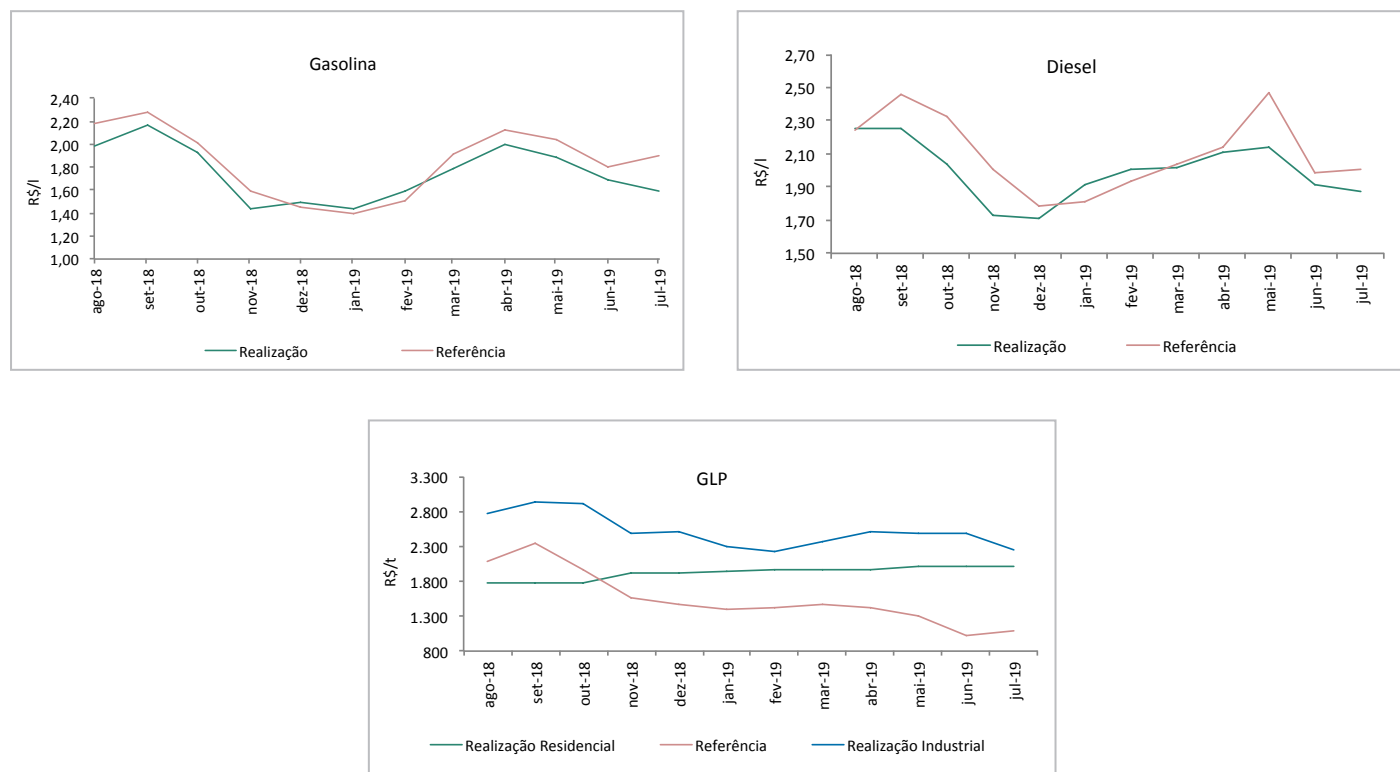 Gasolina
R$/l
2,40
2,20
2,00
1,80
1,60
1,40
1,20
1,00
ago-18
set-18
out-18
nov-18
dez-18
jan-19
fev-19
mar-19
abr-19
mai-19
jun-19
jul-19
Realização
Referência
Diesel
R$/l
2,70
2,50
2,30
2,10
1,90
1,70
1,50
ago-18
set-18
out-18
nov-18
dez-18
jan-19
fev-19
mar-19
abr-19
mai-19
jun-19
jul-19
Realização
Referência
GLP
R$/t
3.300
2.800
2.300
1.800
1.300
800
ago-18
set-18
out-18
nov-18
dez-18
jan-19
fev-19
mar-19
abr-19
mai-19
jun-19
jul-19
Realização Residencial
Referência
Realização Industrial